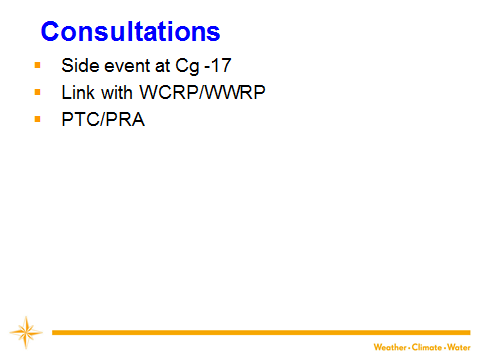 Consultations
Side event at Cg -17
Link with WCRP/WWRP
PTC/PRA
Weather • Climate • Water